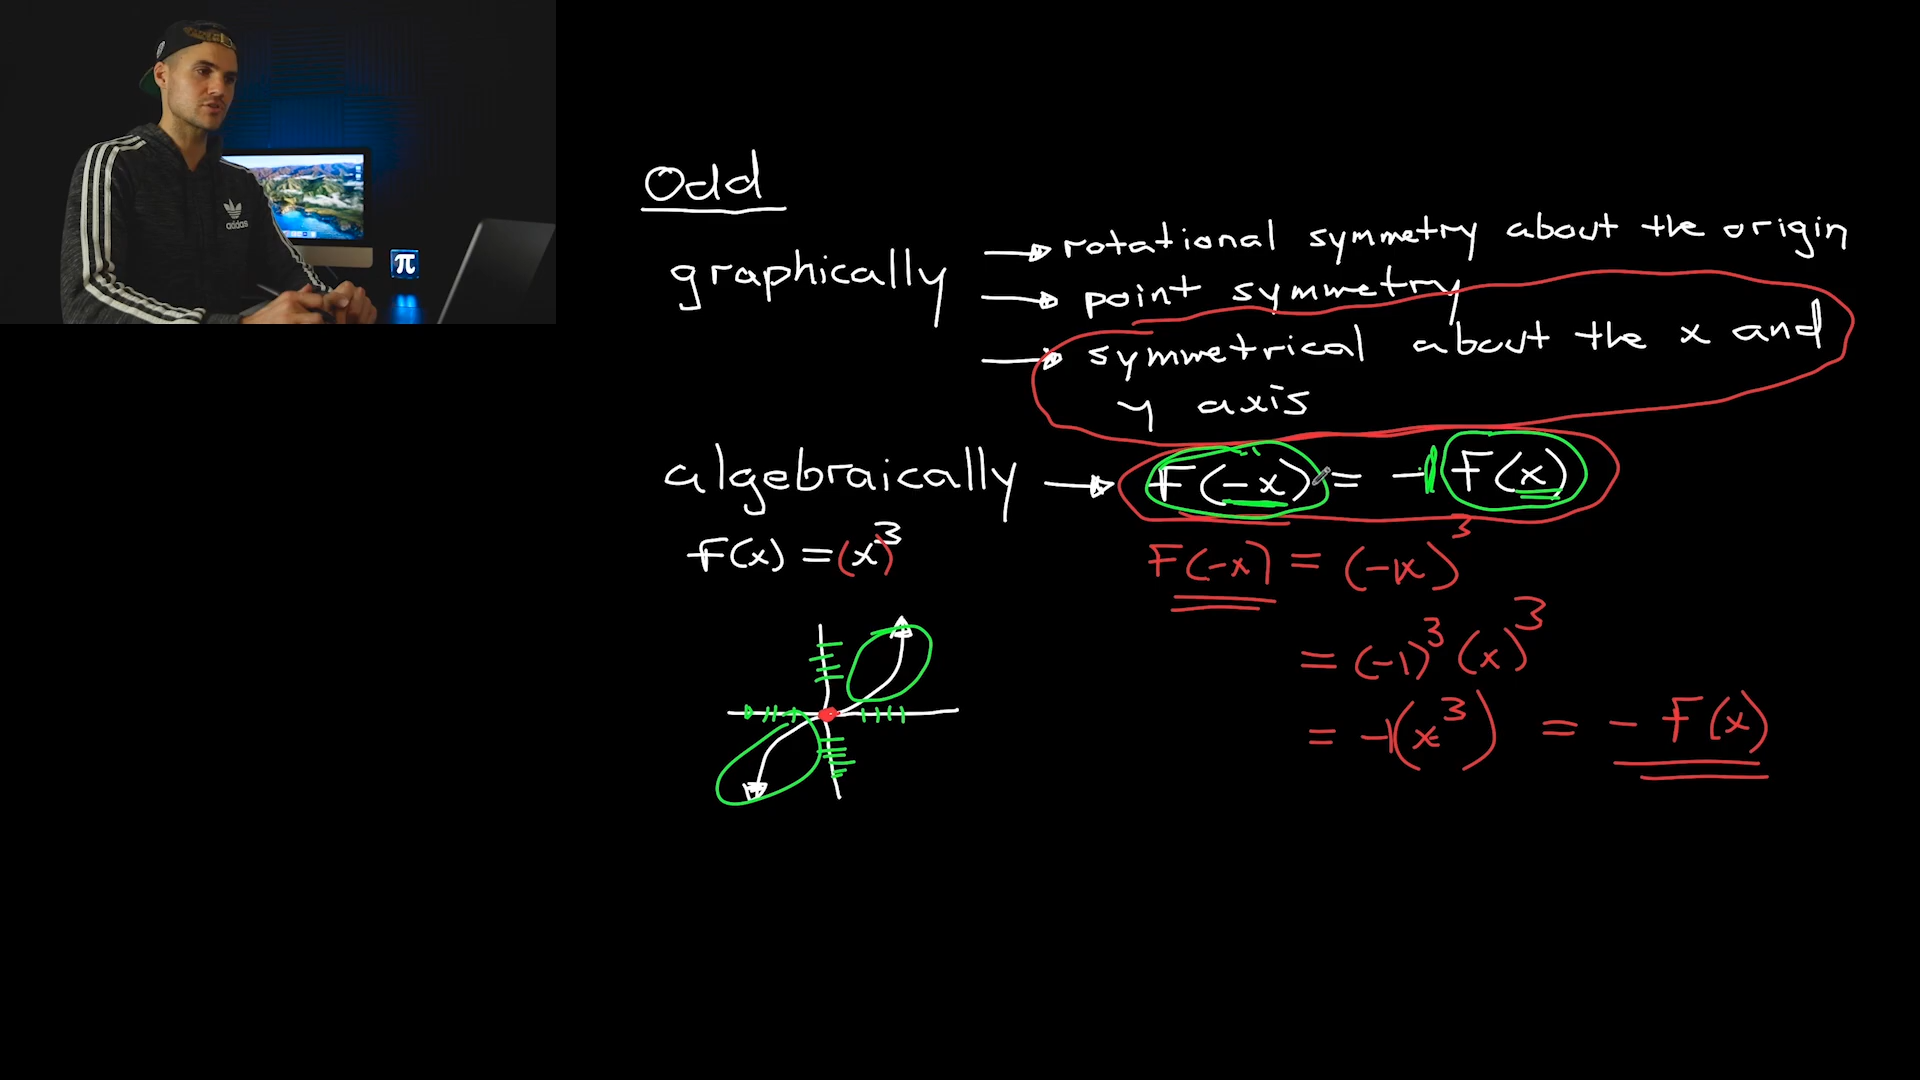 adidas
π
Odd
graphically
→ rotational symmetry about the origin
→ point symmetry
→ symmetrical about the x and
y axis
algebraically → F(-x) = -1 F(x)
F(x) = (x)³
F(-x) = (-x)³
= (-1)³ (x)³
= -1(x³) = - F(x)